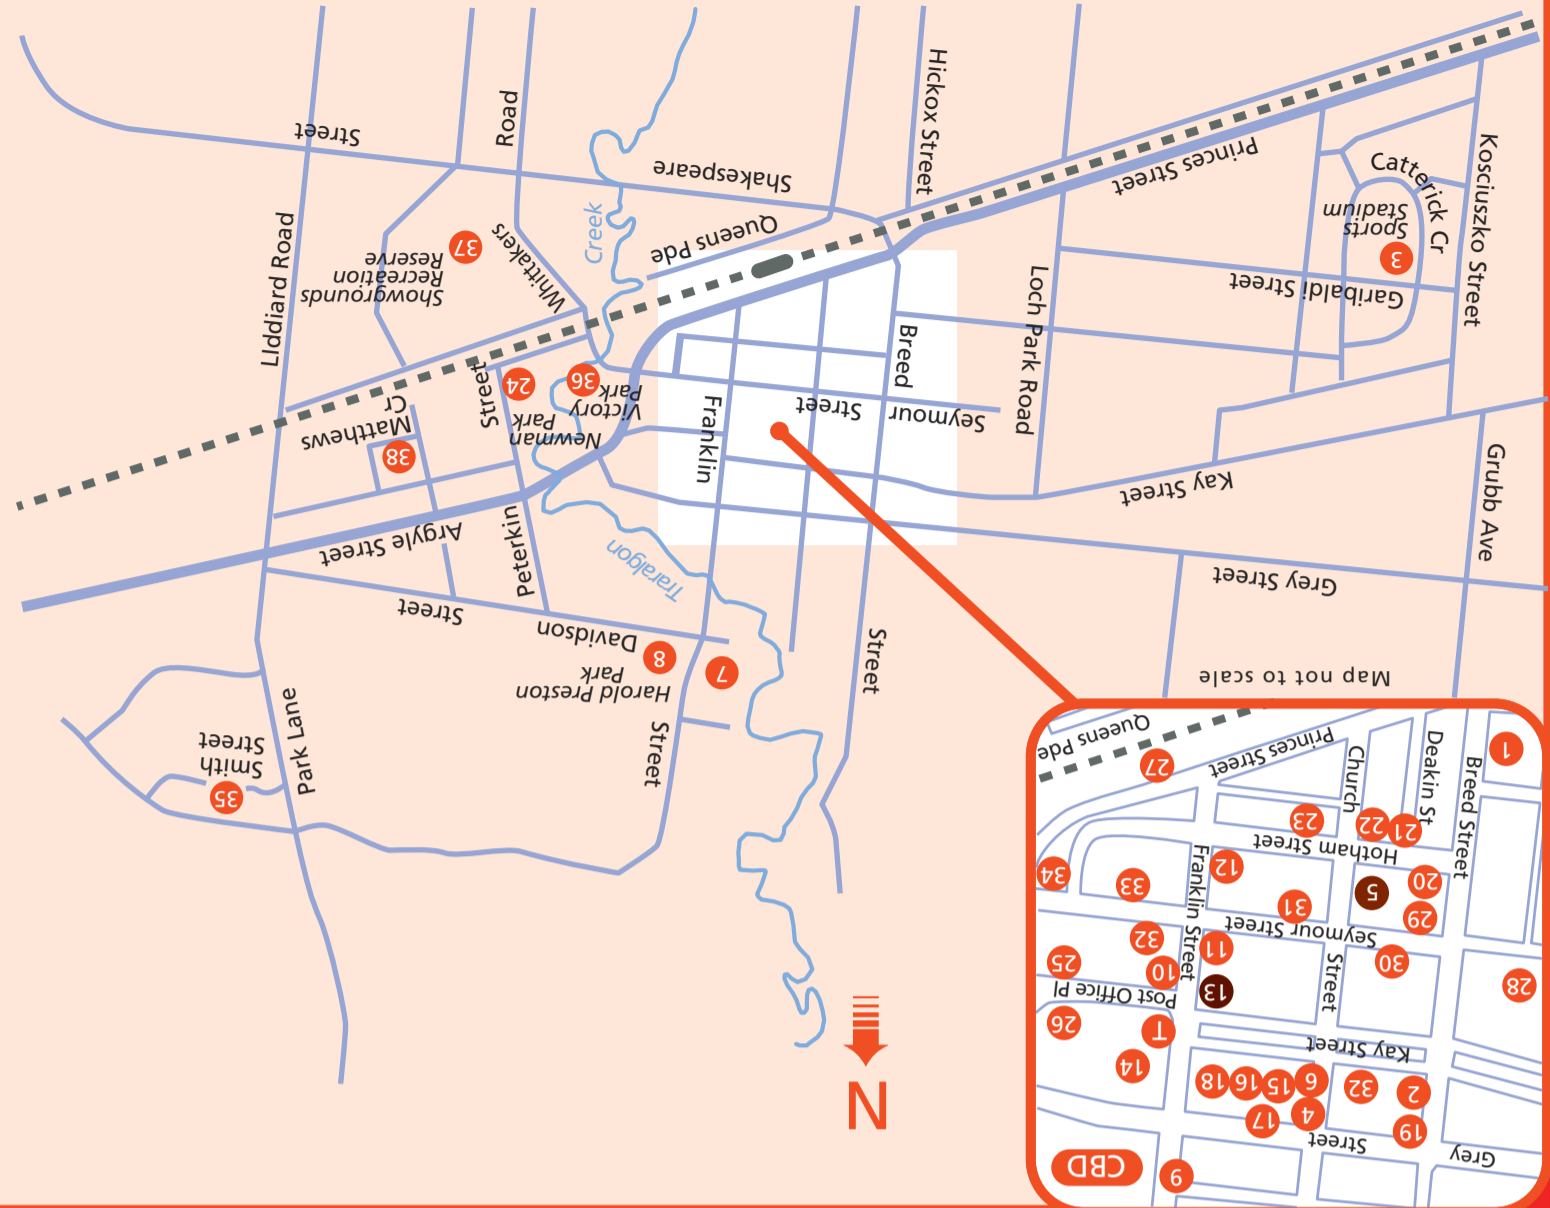 CBD
9
Grey
Street
19
17
4
2
32
6
15
16
18
14
Kay Street
T
26
Post Office Pl
13
28
30
10
25
11
32
Seymour Street
Street
29
31
5
20
33
12
34
Franklin Street
Hotham Street
21
22
23
27
1
Breed Street
Deakin St
Church
Princes Street
Queens Pde
N
Map not to scale
35
Smith
Street
Park Lane
Street
Harold Preston
Park
7
8
Davidson
Street
Street
Grey Street
Grubb Ave
Traralgon
Peterkin
Street
Argyle Street
Kay Street
38
Matthews
Cr
Newman
Park
24
Victory
Park
36
Franklin
Seymour
Street
Breed
Loch Park Road
Garibaldi Street
3
Sports
Stadium
Catterick Cr
Kosciuszko Street
Showgrounds
Recreation
Reserve
37
Whittakers
Road
Creek
Queens Pde
Shakespeare
Street
Liddiard Road
Princes Street
Hickox Street